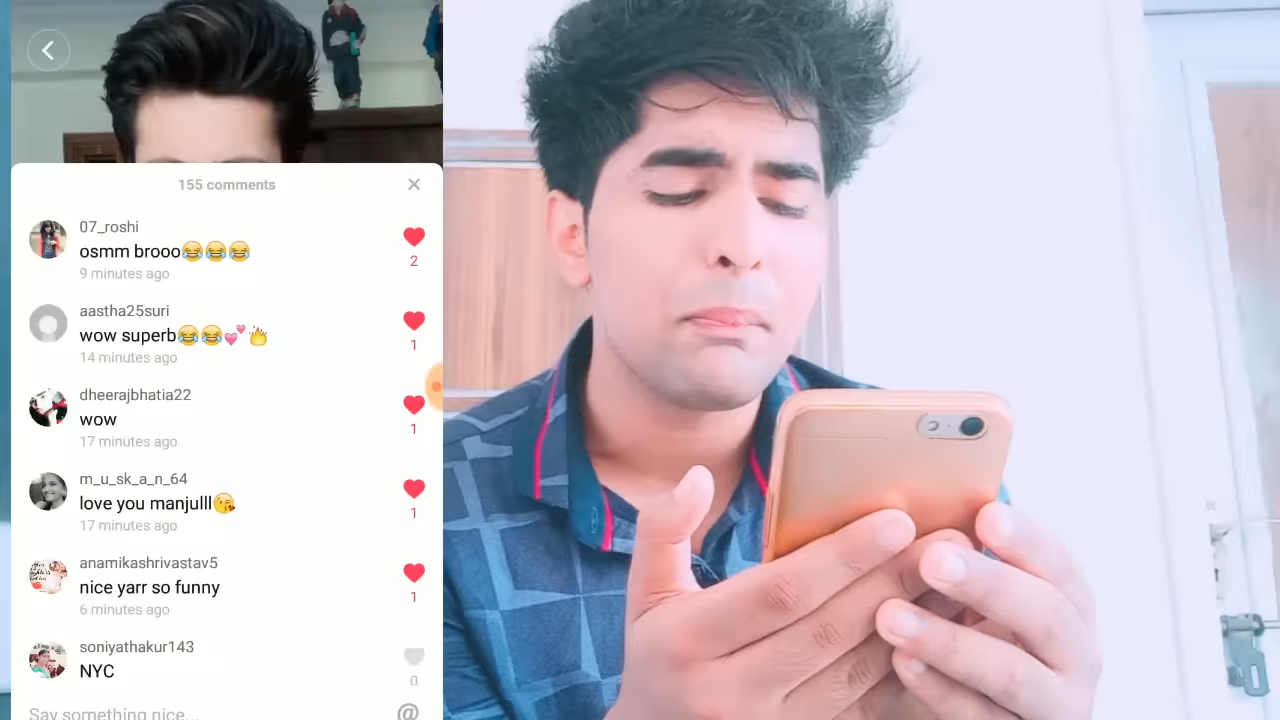 155 comments
07_roshi
osmm brooo😂😂😂
2
9 minutes ago
aastha25suri
wow superb😂😂💕🔥
1
14 minutes ago
dheerajbhatia22
wow
1
17 minutes ago
m_u_sk_a_n_64
love you manjulll😘
1
17 minutes ago
anamikashrivastav5
nice yarr so funny
1
6 minutes ago
soniyathakur143
NYC
0
Say something nice... @